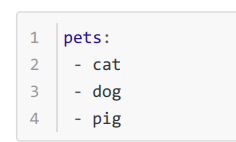 1 pets:
2  - cat
3  - dog
4  - pig